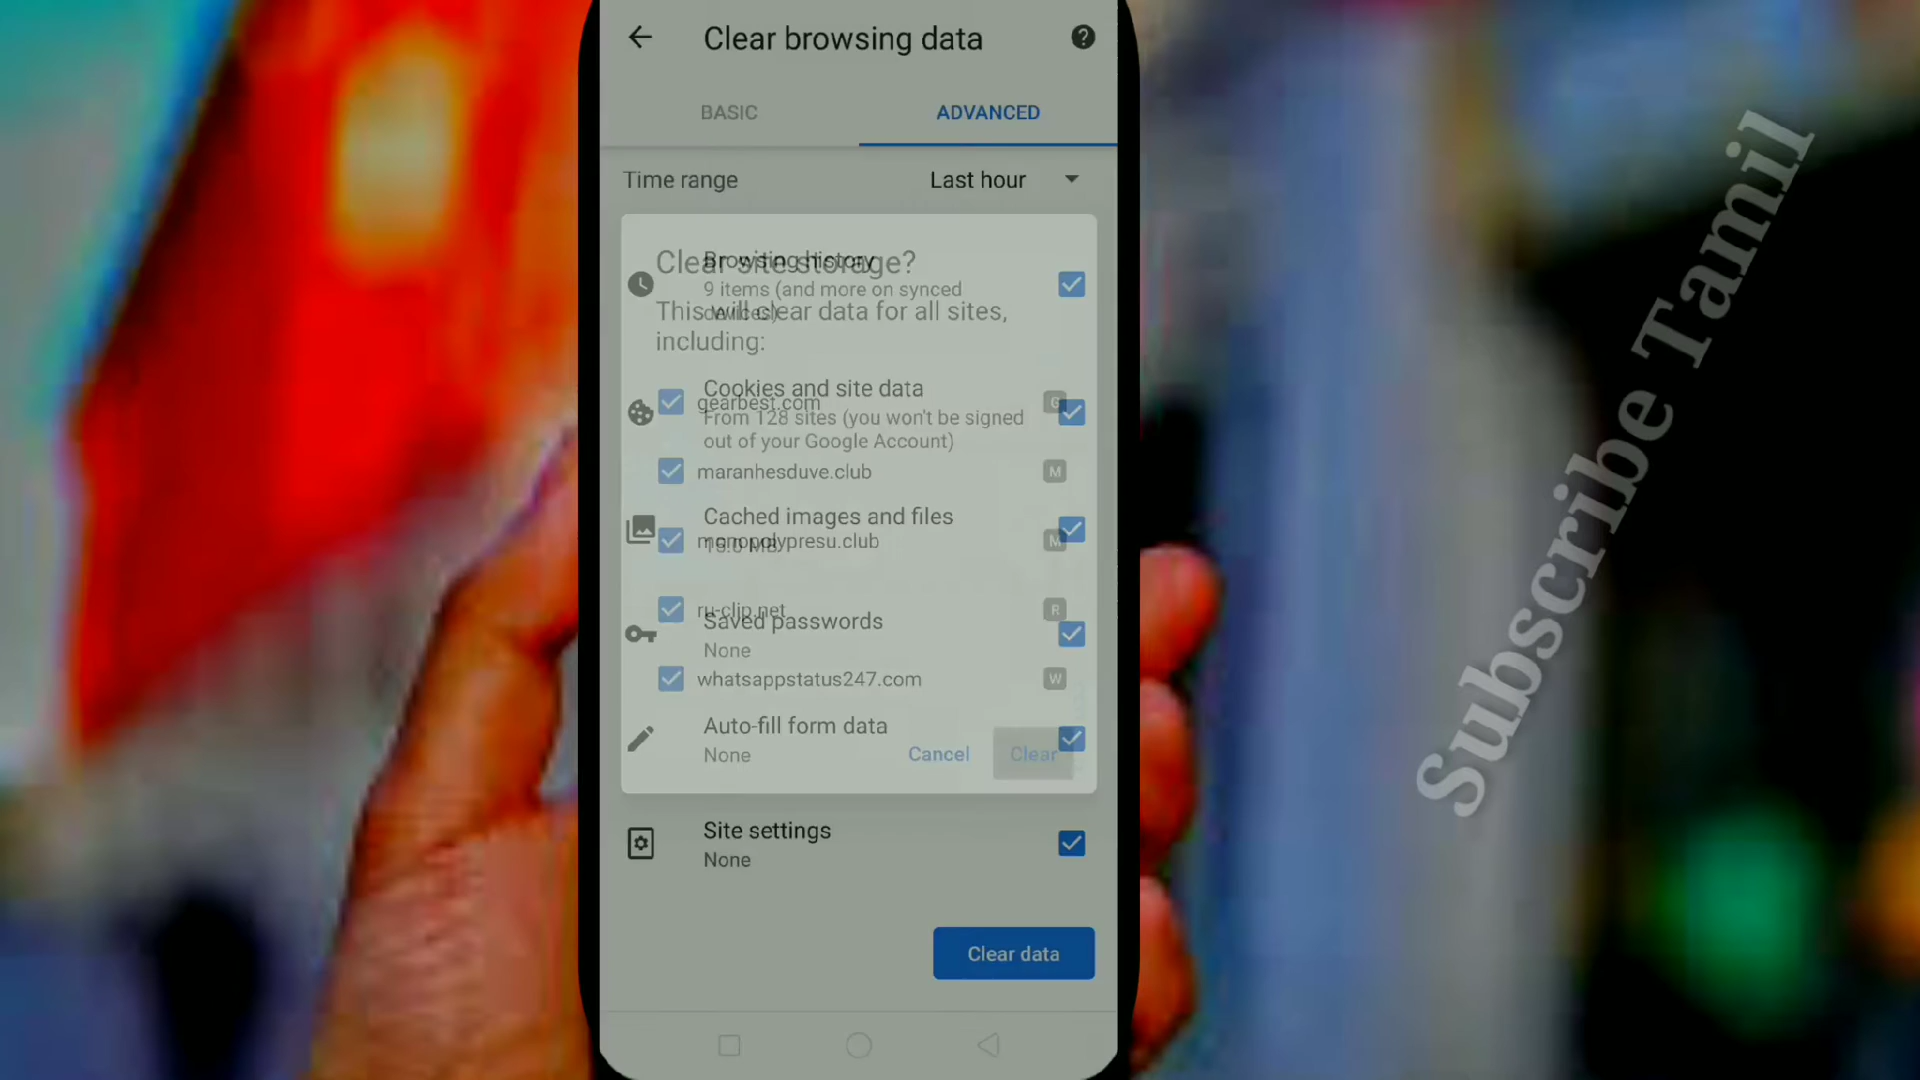 Clear browsing data
BASIC
ADVANCED
Time range
Last hour
Clear site storage?
Browsing history
9 items (and more on synced
devices)
This will clear data for all sites,
including:
Cookies and site data
gearbest.com
G
From 128 sites (you won't be signed
out of your Google Account)
maranhesduve.club
M
Cached images and files
monopolypresu.club
M
ru-clip.net
R
Saved passwords
None
whatsappstatus247.com
W
Auto-fill form data
None
Cancel
Clear
Site settings
None
Clear data
Subscribe Tamil